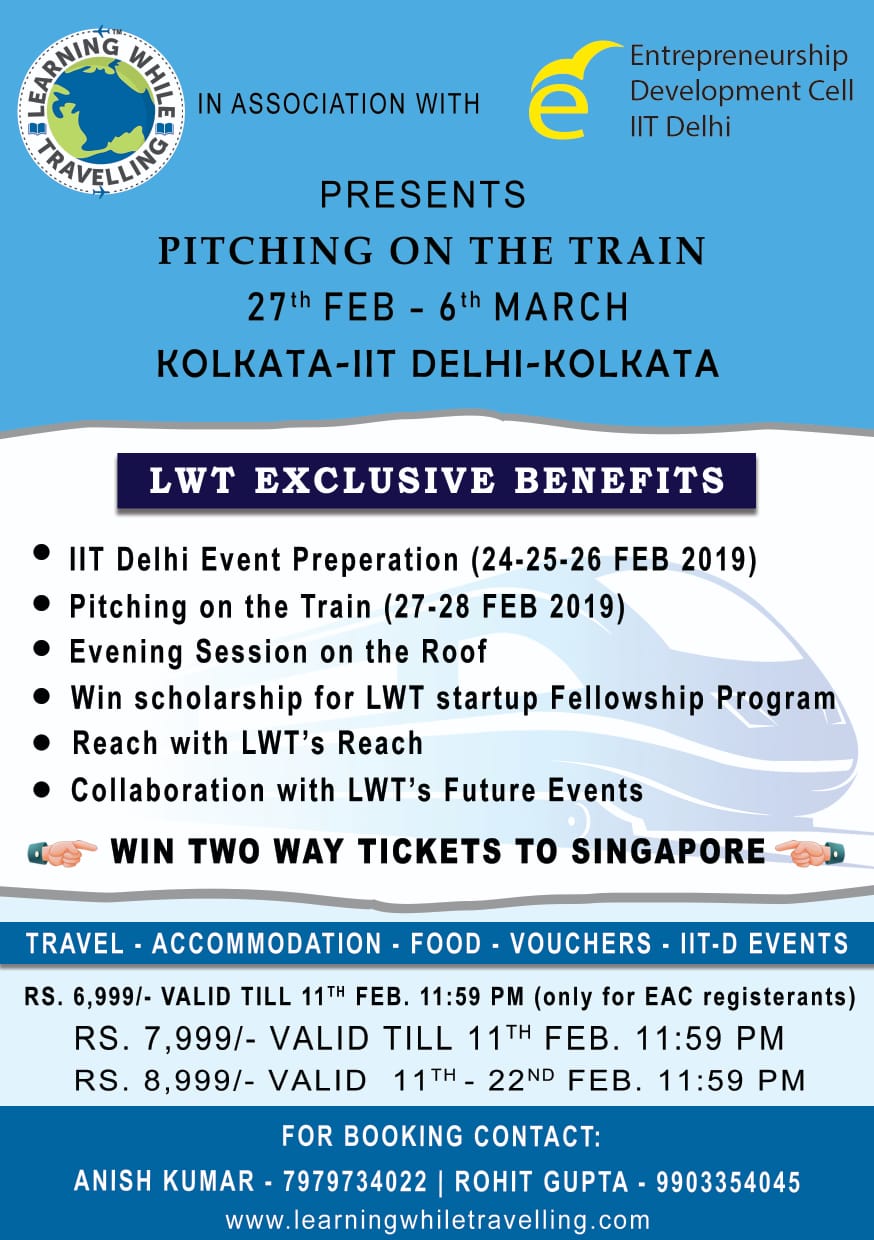 LEARNING WHILE TRAVELLING
TM
IN ASSOCIATION WITH
e
Entrepreneurship
Development Cell
IIT Delhi
PRESENTS
PITCHING ON THE TRAIN
27th FEB - 6th MARCH
KOLKATA-IIT DELHI-KOLKATA
LWT EXCLUSIVE BENEFITS
• IIT Delhi Event Preperation (24-25-26 FEB 2019)
• Pitching on the Train (27-28 FEB 2019)
• Evening Session on the Roof
• Win scholarship for LWT startup Fellowship Program
• Reach with LWT’s Reach
• Collaboration with LWT’s Future Events
WIN TWO WAY TICKETS TO SINGAPORE
TRAVEL - ACCOMMODATION - FOOD - VOUCHERS - IIT-D EVENTS
RS. 6,999/- VALID TILL 11TH FEB. 11:59 PM (only for EAC registerants)
RS. 7,999/- VALID TILL 11TH FEB. 11:59 PM
RS. 8,999/- VALID 11TH - 22ND FEB. 11:59 PM
FOR BOOKING CONTACT:
ANISH KUMAR - 7979734022 | ROHIT GUPTA - 9903354045
www.learningwhiletravelling.com